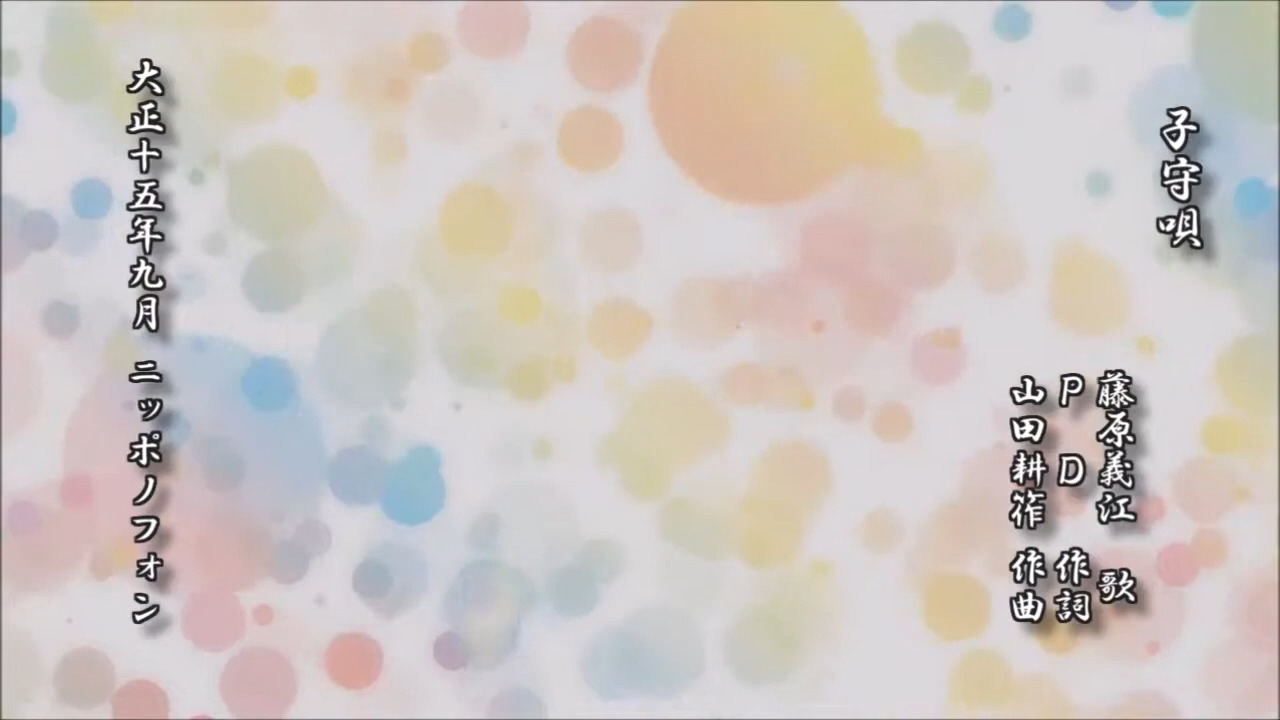 子守唄
藤原義江 歌
ＰＤ 作詞
山田耕筰 作曲
大正十五年九月 ニッポノフォン